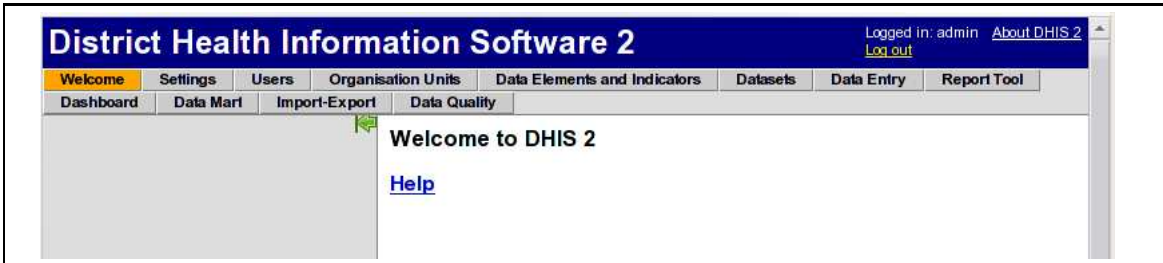 District Health Information Software 2
Logged in: admin About DHIS 2
Log out
Welcome Settings Users Organisation Units Data Elements and Indicators Datasets Data Entry Report Tool
Dashboard Data Mart Import-Export Data Quality
Welcome to DHIS 2
Help